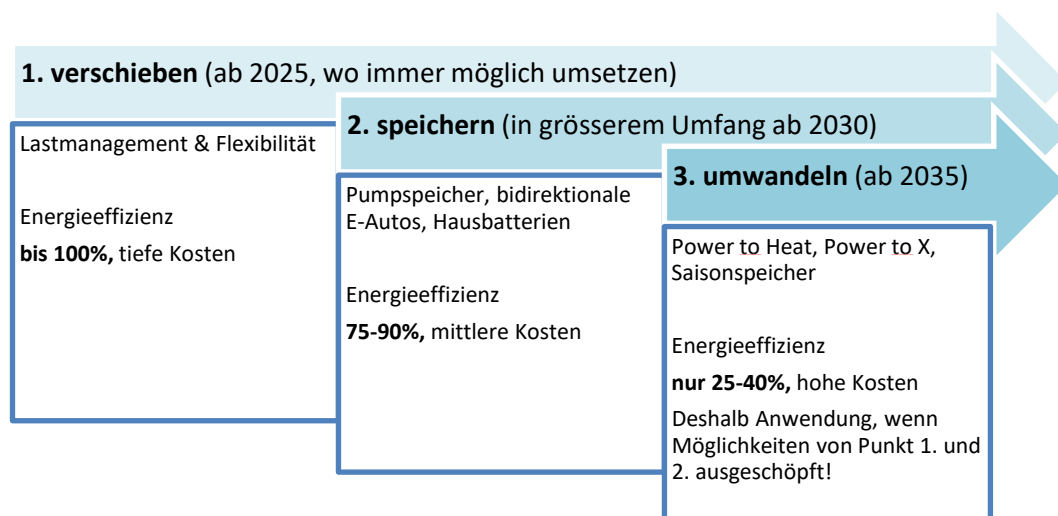 1. verschieben (ab 2025, wo immer möglich umsetzen)
Lastmanagement & Flexibilität
Energieeffizienz
bis 100%, tiefe Kosten
2. speichern (in grösserem Umfang ab 2030)
Pumpspeicher, bidirektionale
E-Autos, Hausbatterien
Energieeffizienz
75-90%, mittlere Kosten
3. umwandeln (ab 2035)
Power to Heat, Power to X,
Saisonspeicher
Energieeffizienz
nur 25-40%, hohe Kosten
Deshalb Anwendung, wenn
Möglichkeiten von Punkt 1. und
2. ausgeschöpft!